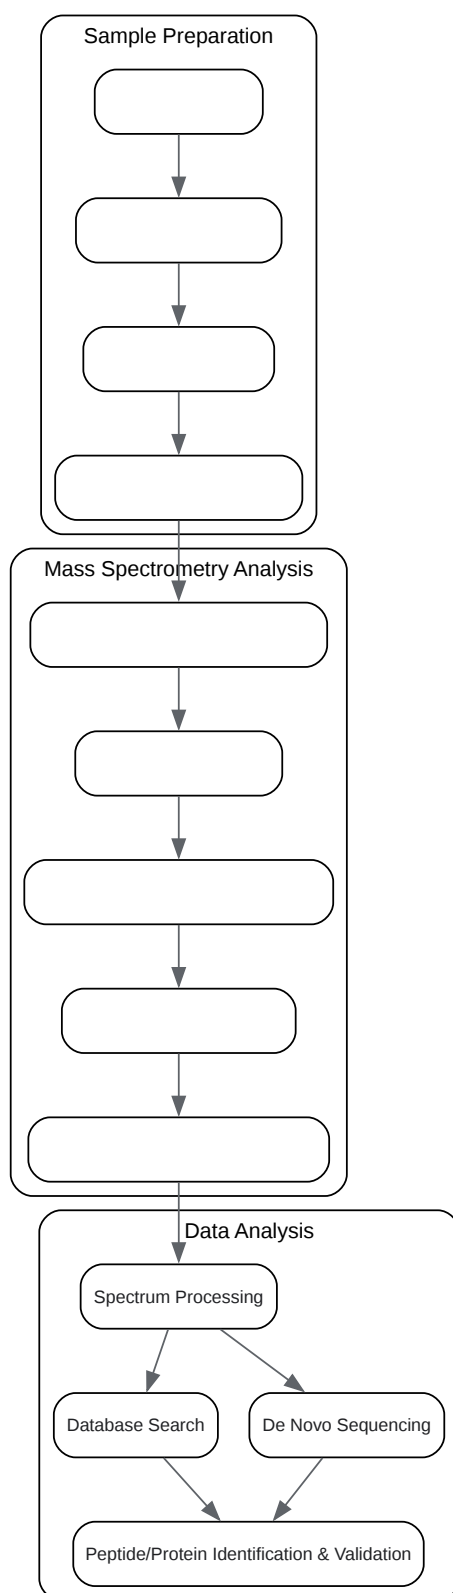 Sample Preparation
Mass Spectrometry Analysis
Data Analysis
Spectrum Processing
Database Search
De Novo Sequencing
Peptide/Protein Identification & Validation